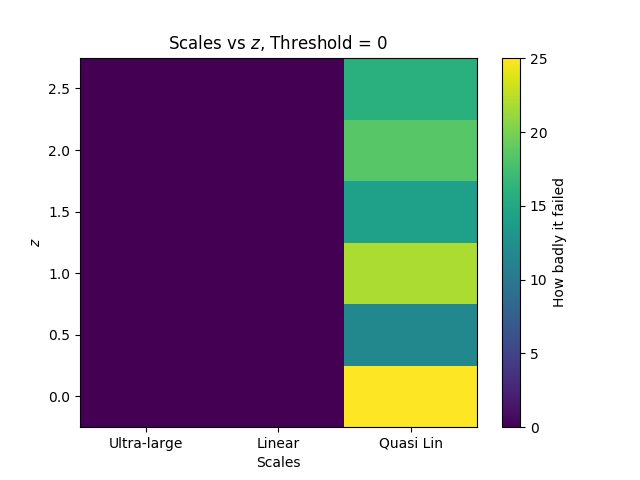 Scales vs z, Threshold = 0
2.5
2.0
1.5
1.0
0.5
0.0
z
Ultra-large
Linear
Quasi Lin
Scales
25
20
15
10
5
0
How badly it failed